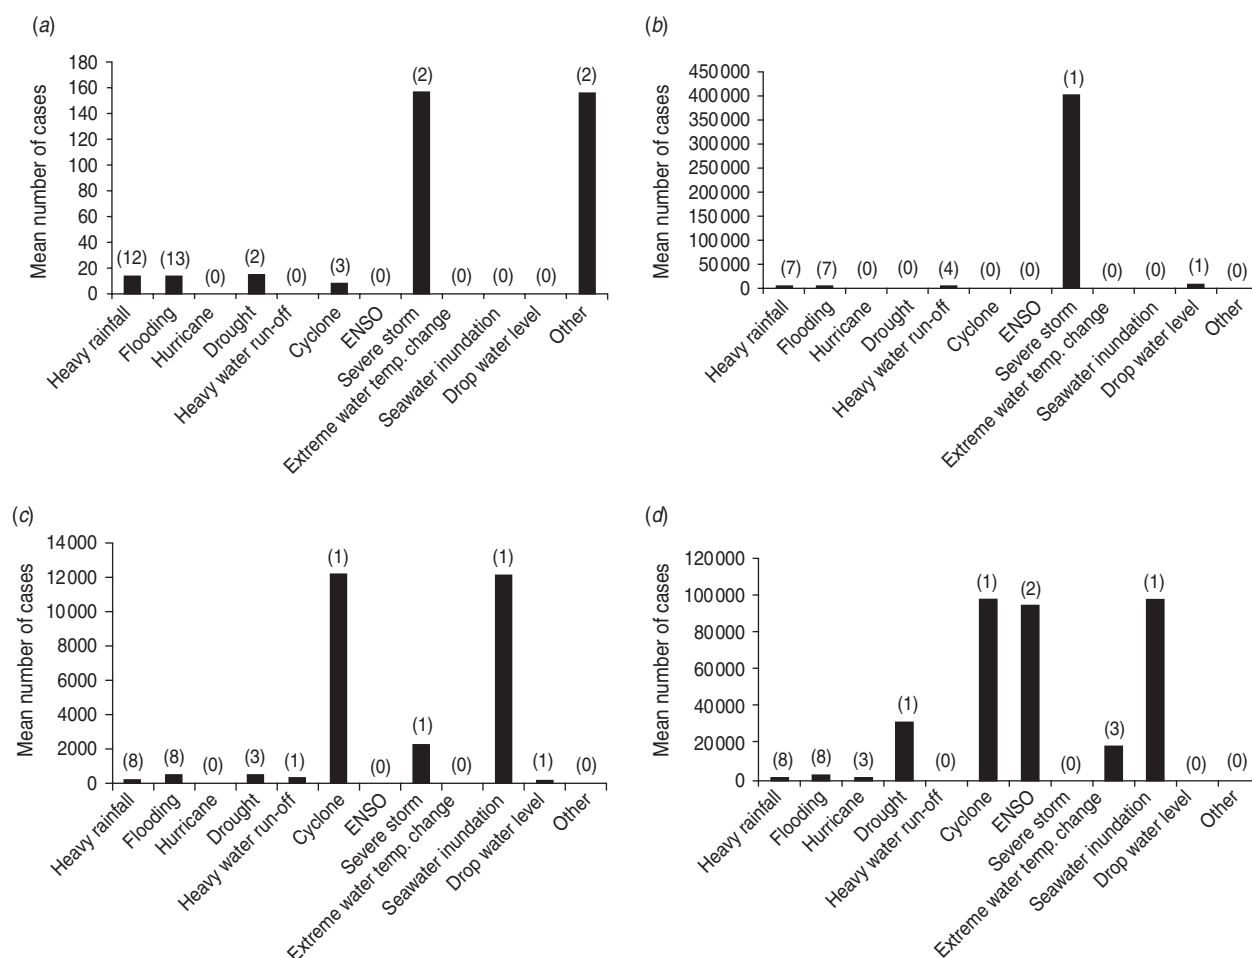 (a)
Mean number of cases
180
160
140
120
100
80
60
40
20
0
(12)
(13)
(0)
(2)
(0)
(3)
(0)
(2)
(0)
(0)
(0)
(2)
Heavy rainfall
Flooding
Hurricane
Drought
Heavy water run-off
Cyclone
ENSO
Severe storm
Extreme water temp. change
Seawater inundation
Drop water level
Other
(b)
Mean number of cases
450 000
400 000
350 000
300 000
250 000
200 000
150 000
100 000
50 000
0
(7)
(7)
(0)
(0)
(4)
(0)
(0)
(1)
(0)
(0)
(1)
(0)
Heavy rainfall
Flooding
Hurricane
Drought
Heavy water run-off
Cyclone
ENSO
Severe storm
Extreme water temp. change
Seawater inundation
Drop water level
Other
(c)
Mean number of cases
14 000
12 000
10 000
8000
6000
4000
2000
0
(8)
(8)
(0)
(3)
(1)
(1)
(0)
(1)
(0)
(1)
(1)
(0)
Heavy rainfall
Flooding
Hurricane
Drought
Heavy water run-off
Cyclone
ENSO
Severe storm
Extreme water temp. change
Seawater inundation
Drop water level
Other
(d)
Mean number of cases
120 000
100 000
80 000
60 000
40 000
20 000
0
(8)
(8)
(3)
(1)
(0)
(1)
(2)
(0)
(3)
(1)
(0)
(0)
Heavy rainfall
Flooding
Hurricane
Drought
Heavy water run-off
Cyclone
ENSO
Severe storm
Extreme water temp. change
Seawater inundation
Drop water level
Other